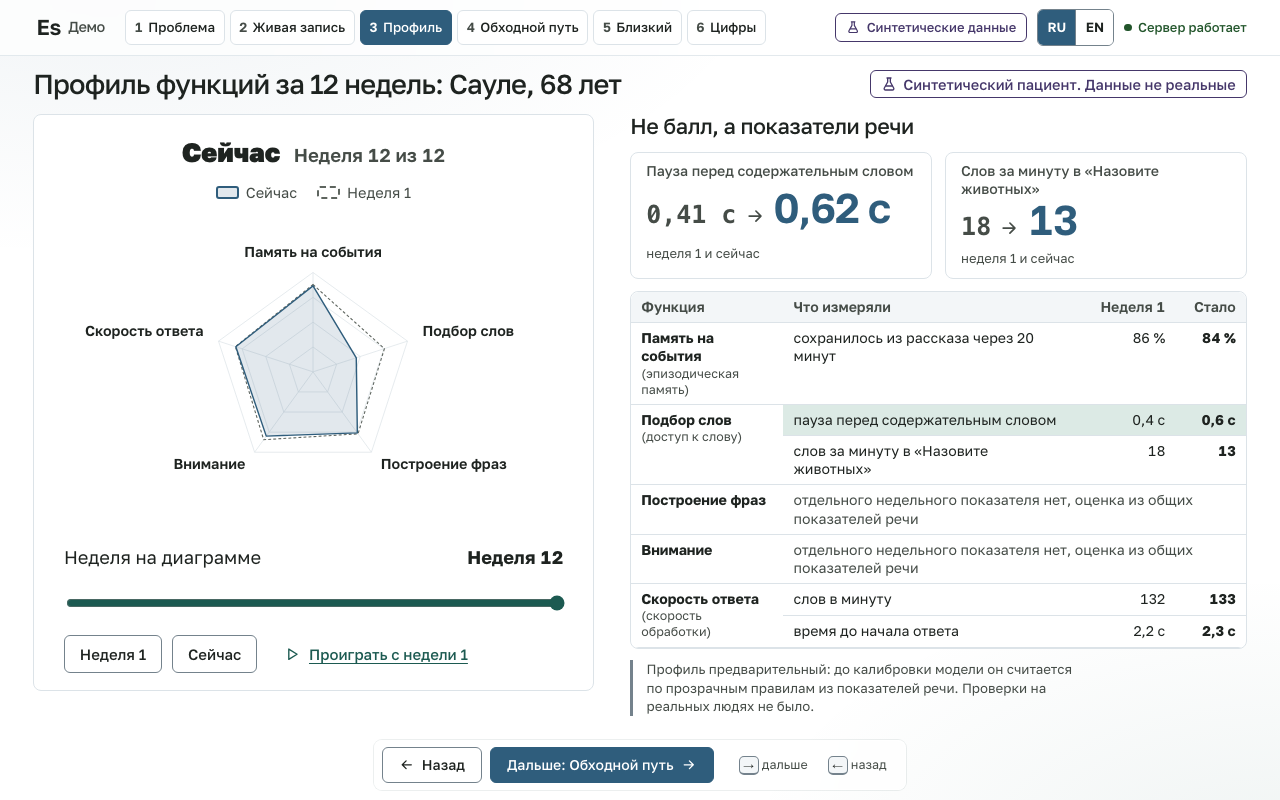 Es Демо
1 Проблема
2 Живая запись
3 Профиль
4 Обходной путь
5 Близкий
6 Цифры
Синтетические данные
RU EN
Сервер работает
Профиль функций за 12 недель: Сауле, 68 лет
Синтетический пациент. Данные не реальные
Сейчас Неделя 12 из 12
Сейчас Неделя 1
Память на события
Скорость ответа
Подбор слов
Внимание
Построение фраз
Неделя на диаграмме Неделя 12
Неделя 1
Сейчас
Проиграть с недели 1
Не балл, а показатели речи
Пауза перед содержательным словом
0,41 с → 0,62 с
неделя 1 и сейчас
Слов за минуту в «Назовите
животных»
18 → 13
неделя 1 и сейчас
Функция Что измеряли Неделя 1 Стало
Память на
события
(эпизодическая
память)
сохранилось из рассказа через 20
минут
86 % 84 %
Подбор слов
(доступ к слову)
пауза перед содержательным словом 0,4 с 0,6 с
слов за минуту в «Назовите
животных»
18 13
Построение фраз
отдельного недельного показателя нет, оценка из общих
показателей речи
Внимание
отдельного недельного показателя нет, оценка из общих
показателей речи
Скорость ответа
(скорость
обработки)
слов в минуту 132 133
время до начала ответа 2,2 с 2,3 с
Профиль предварительный: до калибровки модели он считается
по прозрачным правилам из показателей речи. Проверки на
реальных людях не было.
← Назад
Дальше: Обходной путь →
→ дальше
← назад